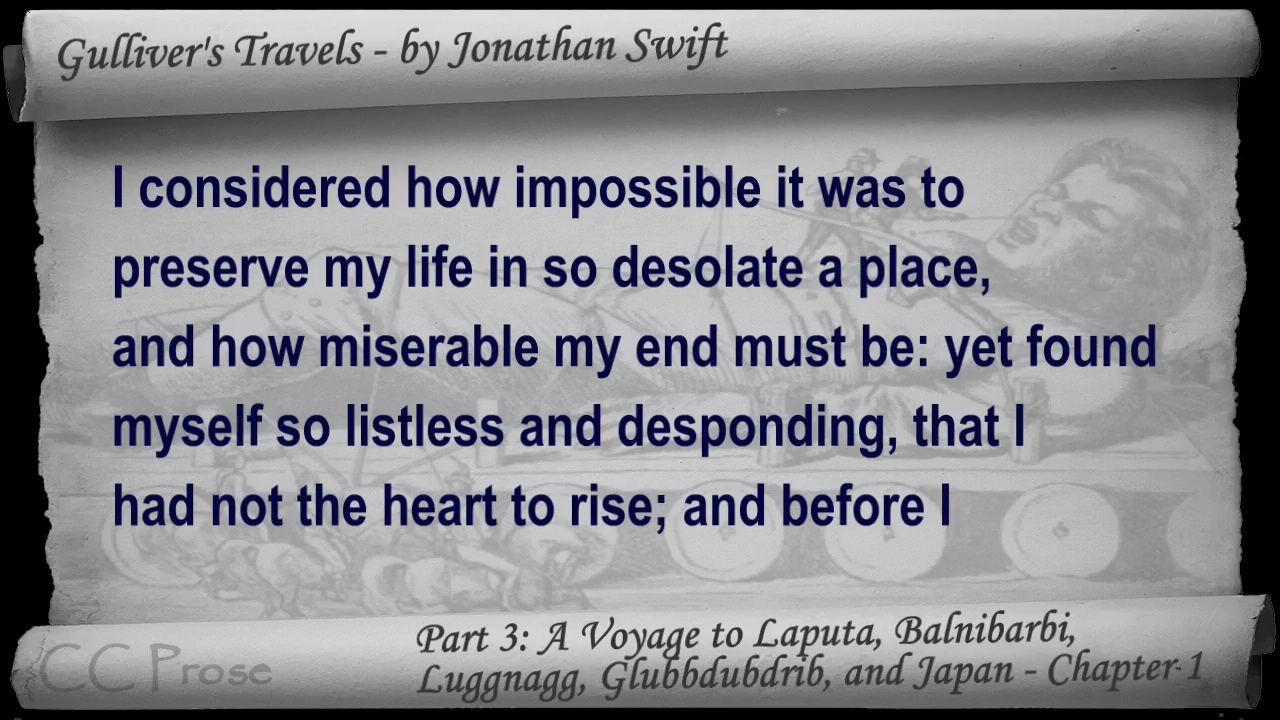 Gulliver's Travels - by Jonathan Swift
I considered how impossible it was to
preserve my life in so desolate a place,
and how miserable my end must be: yet found
myself so listless and desponding, that I
had not the heart to rise; and before I
CC Prose
Part 3: A Voyage to Laputa, Balnibarbi,
Luggnagg, Glubbdubdrib, and Japan - Chapter 1